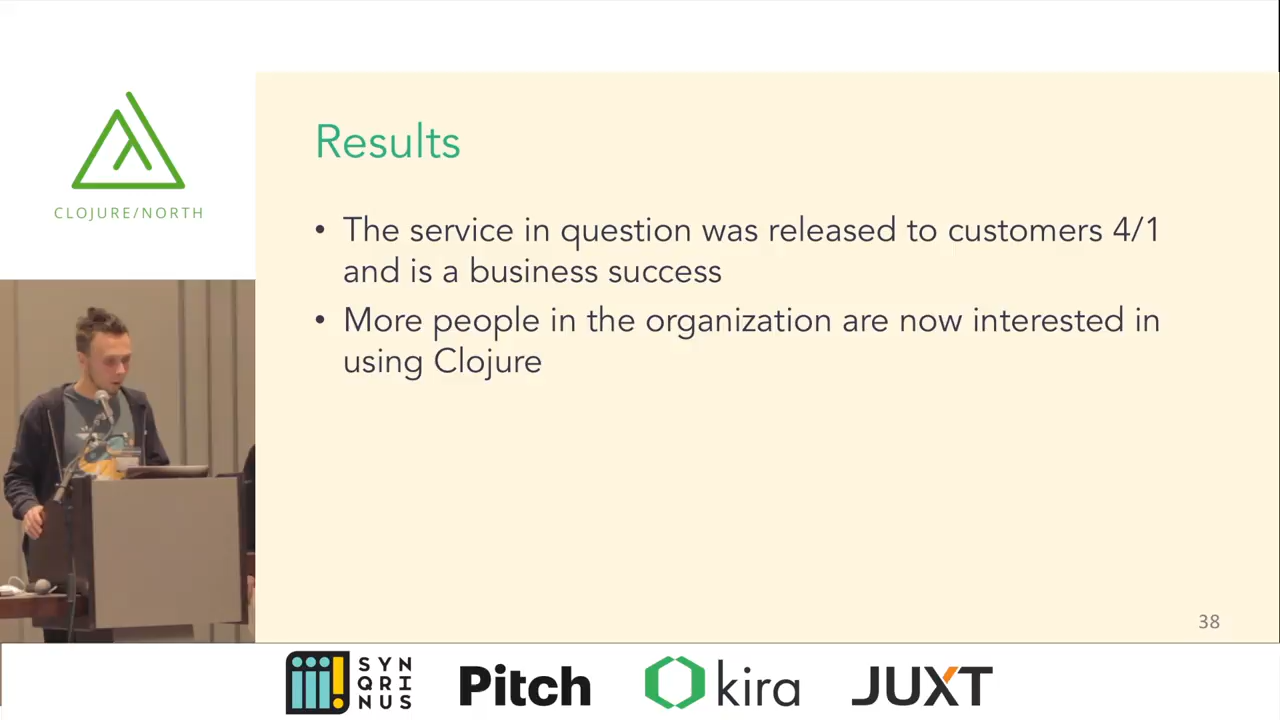 CLOJURE/NORTH
Results
• The service in question was released to customers 4/1
and is a business success
• More people in the organization are now interested in
using Clojure
38
SYN
QRI
NUS
Pitch
kira
JUXT